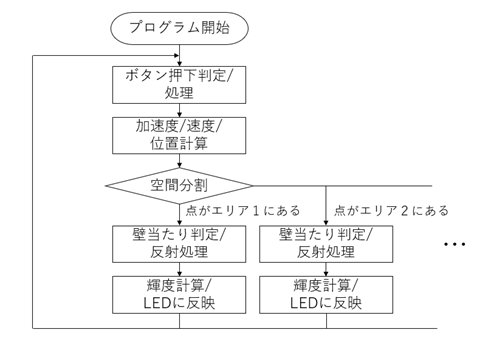 プログラム開始
ボタン押下判定/
処理
加速度/速度/
位置計算
空間分割
点がエリア１にある
点がエリア２にある
壁当たり判定/
反射処理
壁当たり判定/
反射処理
…
輝度計算/
LEDに反映
輝度計算/
LEDに反映